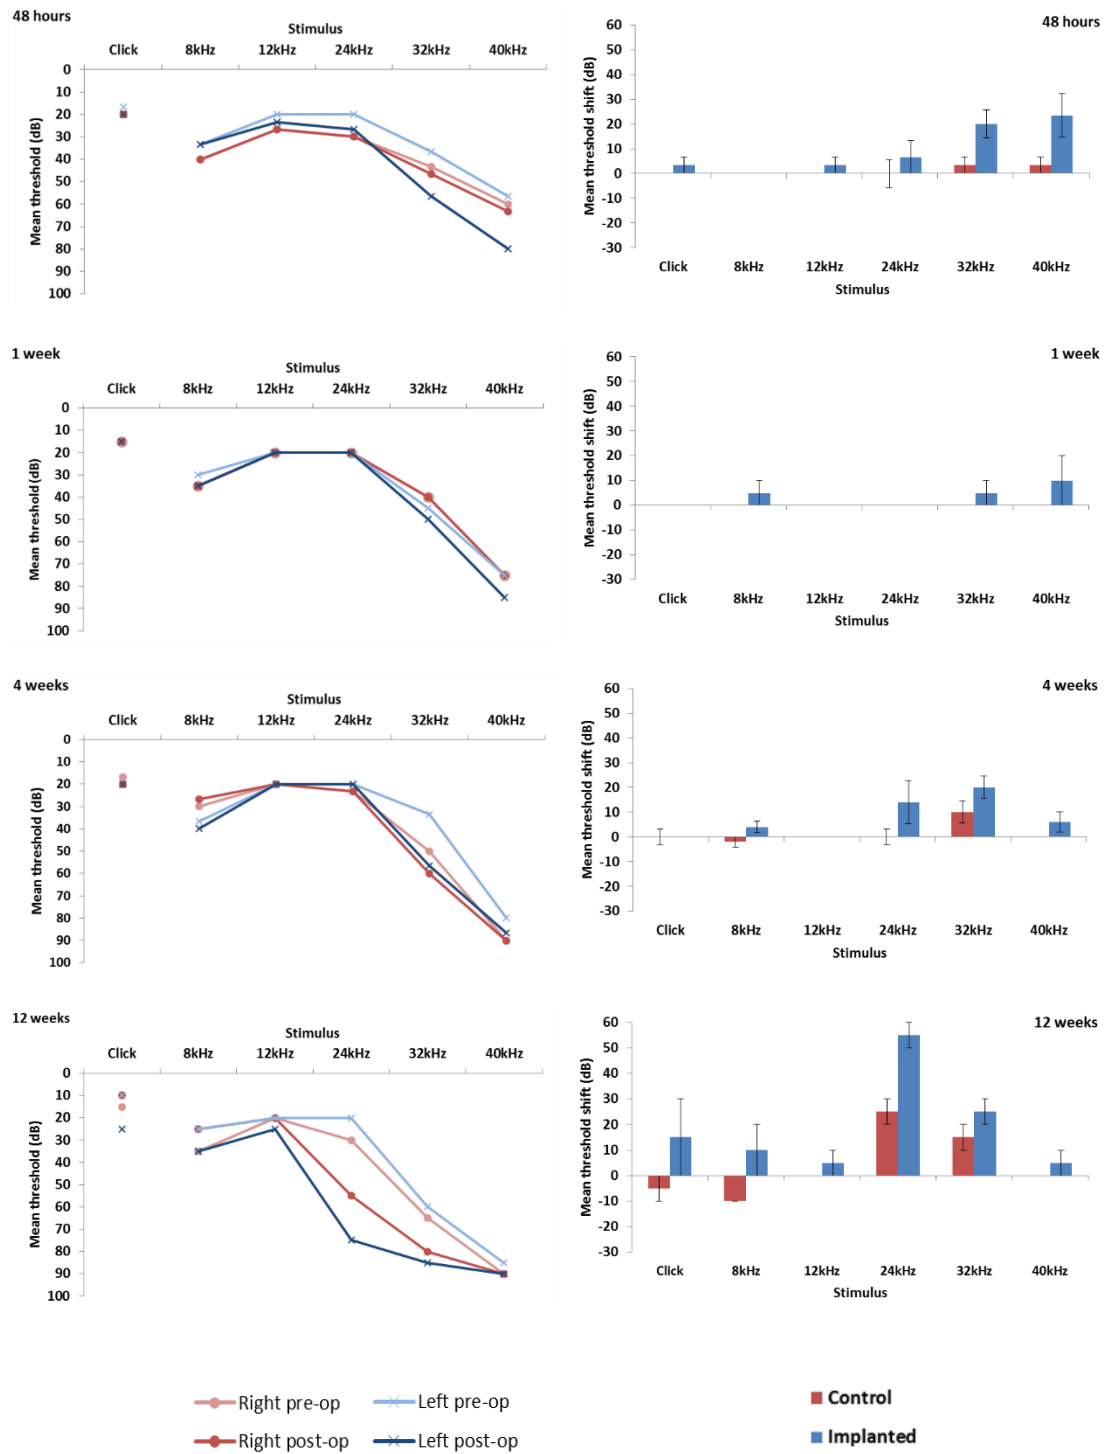 48 hours
Stimulus
Click 8kHz 12kHz 24kHz 32kHz 40kHz
0
10
20
30
40
50
60
70
80
90
100
Mean threshold (dB)
48 hours
60
50
40
30
20
10
0
-10
-20
-30
Mean threshold shift (dB)
Click 8kHz 12kHz 24kHz 32kHz 40kHz
Stimulus
1 week
Stimulus
Click 8kHz 12kHz 24kHz 32kHz 40kHz
0
10
20
30
40
50
60
70
80
90
100
Mean threshold (dB)
1 week
60
50
40
30
20
10
0
-10
-20
-30
Mean threshold shift (dB)
Click 8kHz 12kHz 24kHz 32kHz 40kHz
Stimulus
4 weeks
Stimulus
Click 8kHz 12kHz 24kHz 32kHz 40kHz
0
10
20
30
40
50
60
70
80
90
100
Mean threshold (dB)
4 weeks
60
50
40
30
20
10
0
-10
-20
-30
Mean threshold shift (dB)
Click 8kHz 12kHz 24kHz 32kHz 40kHz
Stimulus
12 weeks
Stimulus
Click 8kHz 12kHz 24kHz 32kHz 40kHz
0
10
20
30
40
50
60
70
80
90
100
Mean threshold (dB)
12 weeks
60
50
40
30
20
10
0
-10
-20
-30
Mean threshold shift (dB)
Click 8kHz 12kHz 24kHz 32kHz 40kHz
Stimulus
Right pre-op Left pre-op
Right post-op Left post-op
Control
Implanted